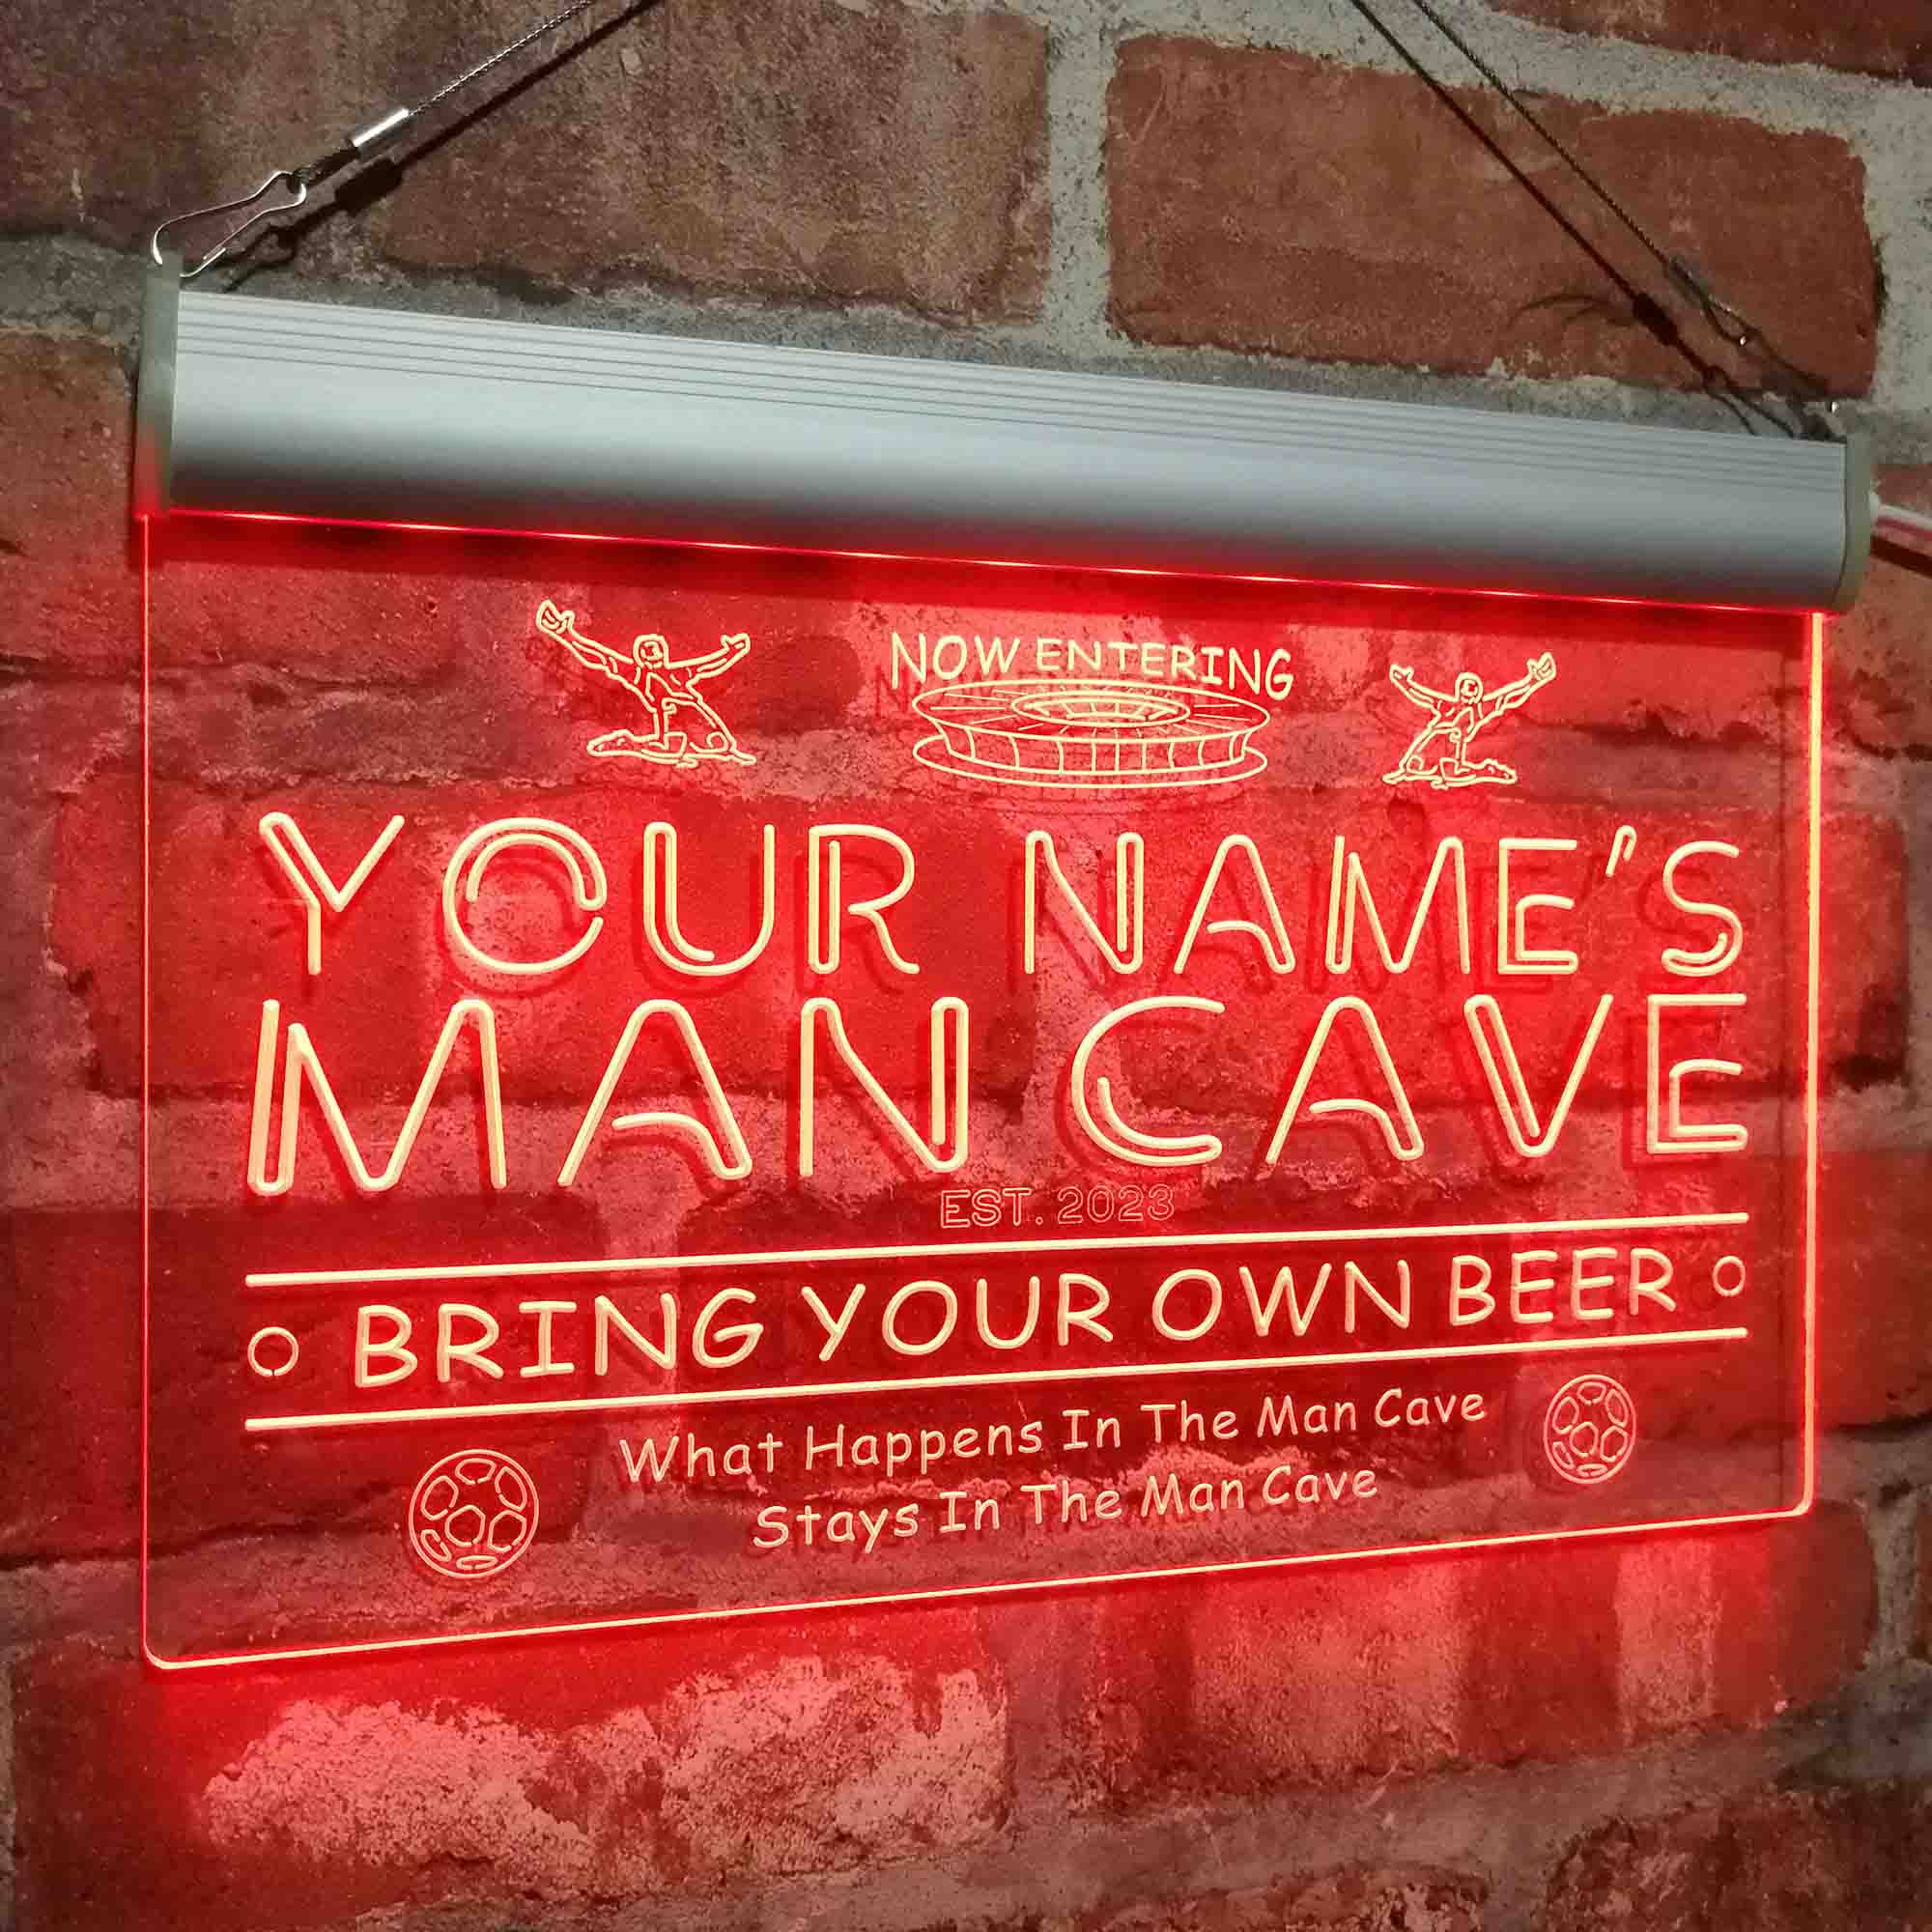 NOW ENTERING
YOUR NAME'S
MAN CAVE
EST. 2023
BRING YOUR OWN BEER
What Happens In The Man Cave
Stays In The Man Cave